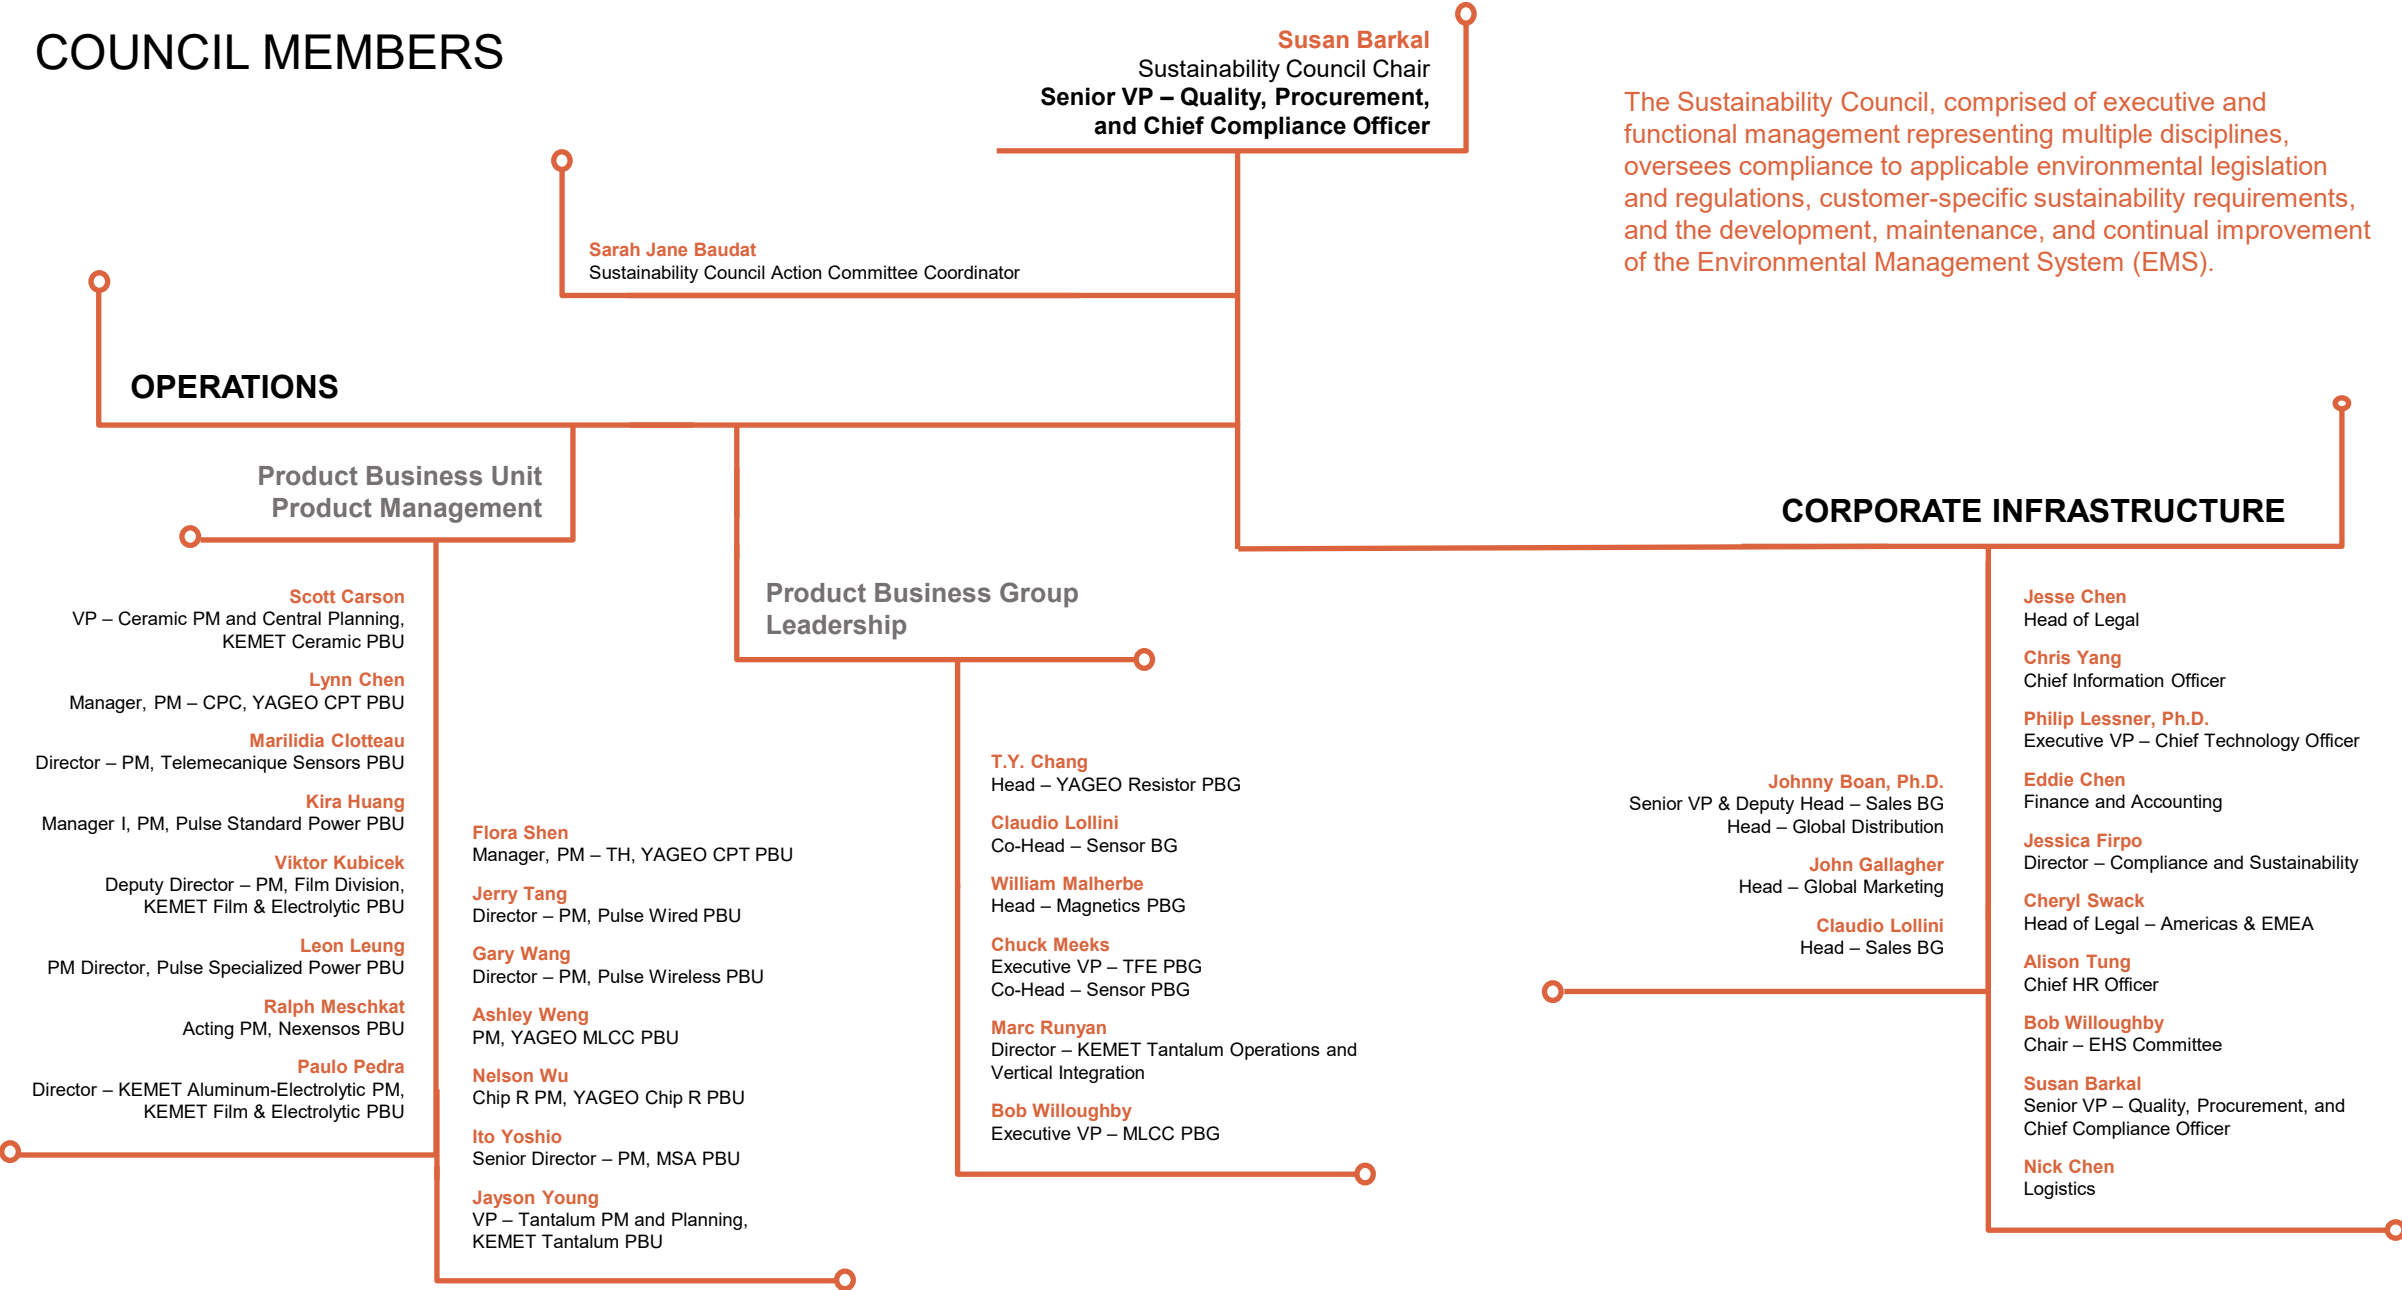 COUNCIL MEMBERS
Susan Barkal
Sustainability Council Chair
Senior VP – Quality, Procurement,
and Chief Compliance Officer
The Sustainability Council, comprised of executive and
functional management representing multiple disciplines,
oversees compliance to applicable environmental legislation
and regulations, customer-specific sustainability requirements,
and the development, maintenance, and continual improvement
of the Environmental Management System (EMS).
Sarah Jane Baudat
Sustainability Council Action Committee Coordinator
OPERATIONS
Product Business Unit
Product Management
Scott Carson
VP – Ceramic PM and Central Planning,
KEMET Ceramic PBU
Lynn Chen
Manager, PM – CPC, YAGEO CPT PBU
Marilidia Clotteau
Director – PM, Telemecanique Sensors PBU
Kira Huang
Manager I, PM, Pulse Standard Power PBU
Viktor Kubicek
Deputy Director – PM, Film Division,
KEMET Film & Electrolytic PBU
Leon Leung
PM Director, Pulse Specialized Power PBU
Ralph Meschkat
Acting PM, Nexensos PBU
Paulo Pedra
Director – KEMET Aluminum-Electrolytic PM,
KEMET Film & Electrolytic PBU
Flora Shen
Manager, PM – TH, YAGEO CPT PBU
Jerry Tang
Director – PM, Pulse Wired PBU
Gary Wang
Director – PM, Pulse Wireless PBU
Ashley Weng
PM, YAGEO MLCC PBU
Nelson Wu
Chip R PM, YAGEO Chip R PBU
Ito Yoshio
Senior Director – PM, MSA PBU
Jayson Young
VP – Tantalum PM and Planning,
KEMET Tantalum PBU
Product Business Group
Leadership
T.Y. Chang
Head – YAGEO Resistor PBG
Claudio Lollini
Co-Head – Sensor BG
William Malherbe
Head – Magnetics PBG
Chuck Meeks
Executive VP – TFE PBG
Co-Head – Sensor PBG
Marc Runyan
Director – KEMET Tantalum Operations and
Vertical Integration
Bob Willoughby
Executive VP – MLCC PBG
CORPORATE INFRASTRUCTURE
Johnny Boan, Ph.D.
Senior VP & Deputy Head – Sales BG
Head – Global Distribution
John Gallagher
Head – Global Marketing
Claudio Lollini
Head – Sales BG
Jesse Chen
Head of Legal
Chris Yang
Chief Information Officer
Philip Lessner, Ph.D.
Executive VP – Chief Technology Officer
Eddie Chen
Finance and Accounting
Jessica Firpo
Director – Compliance and Sustainability
Cheryl Swack
Head of Legal – Americas & EMEA
Alison Tung
Chief HR Officer
Bob Willoughby
Chair – EHS Committee
Susan Barkal
Senior VP – Quality, Procurement, and
Chief Compliance Officer
Nick Chen
Logistics